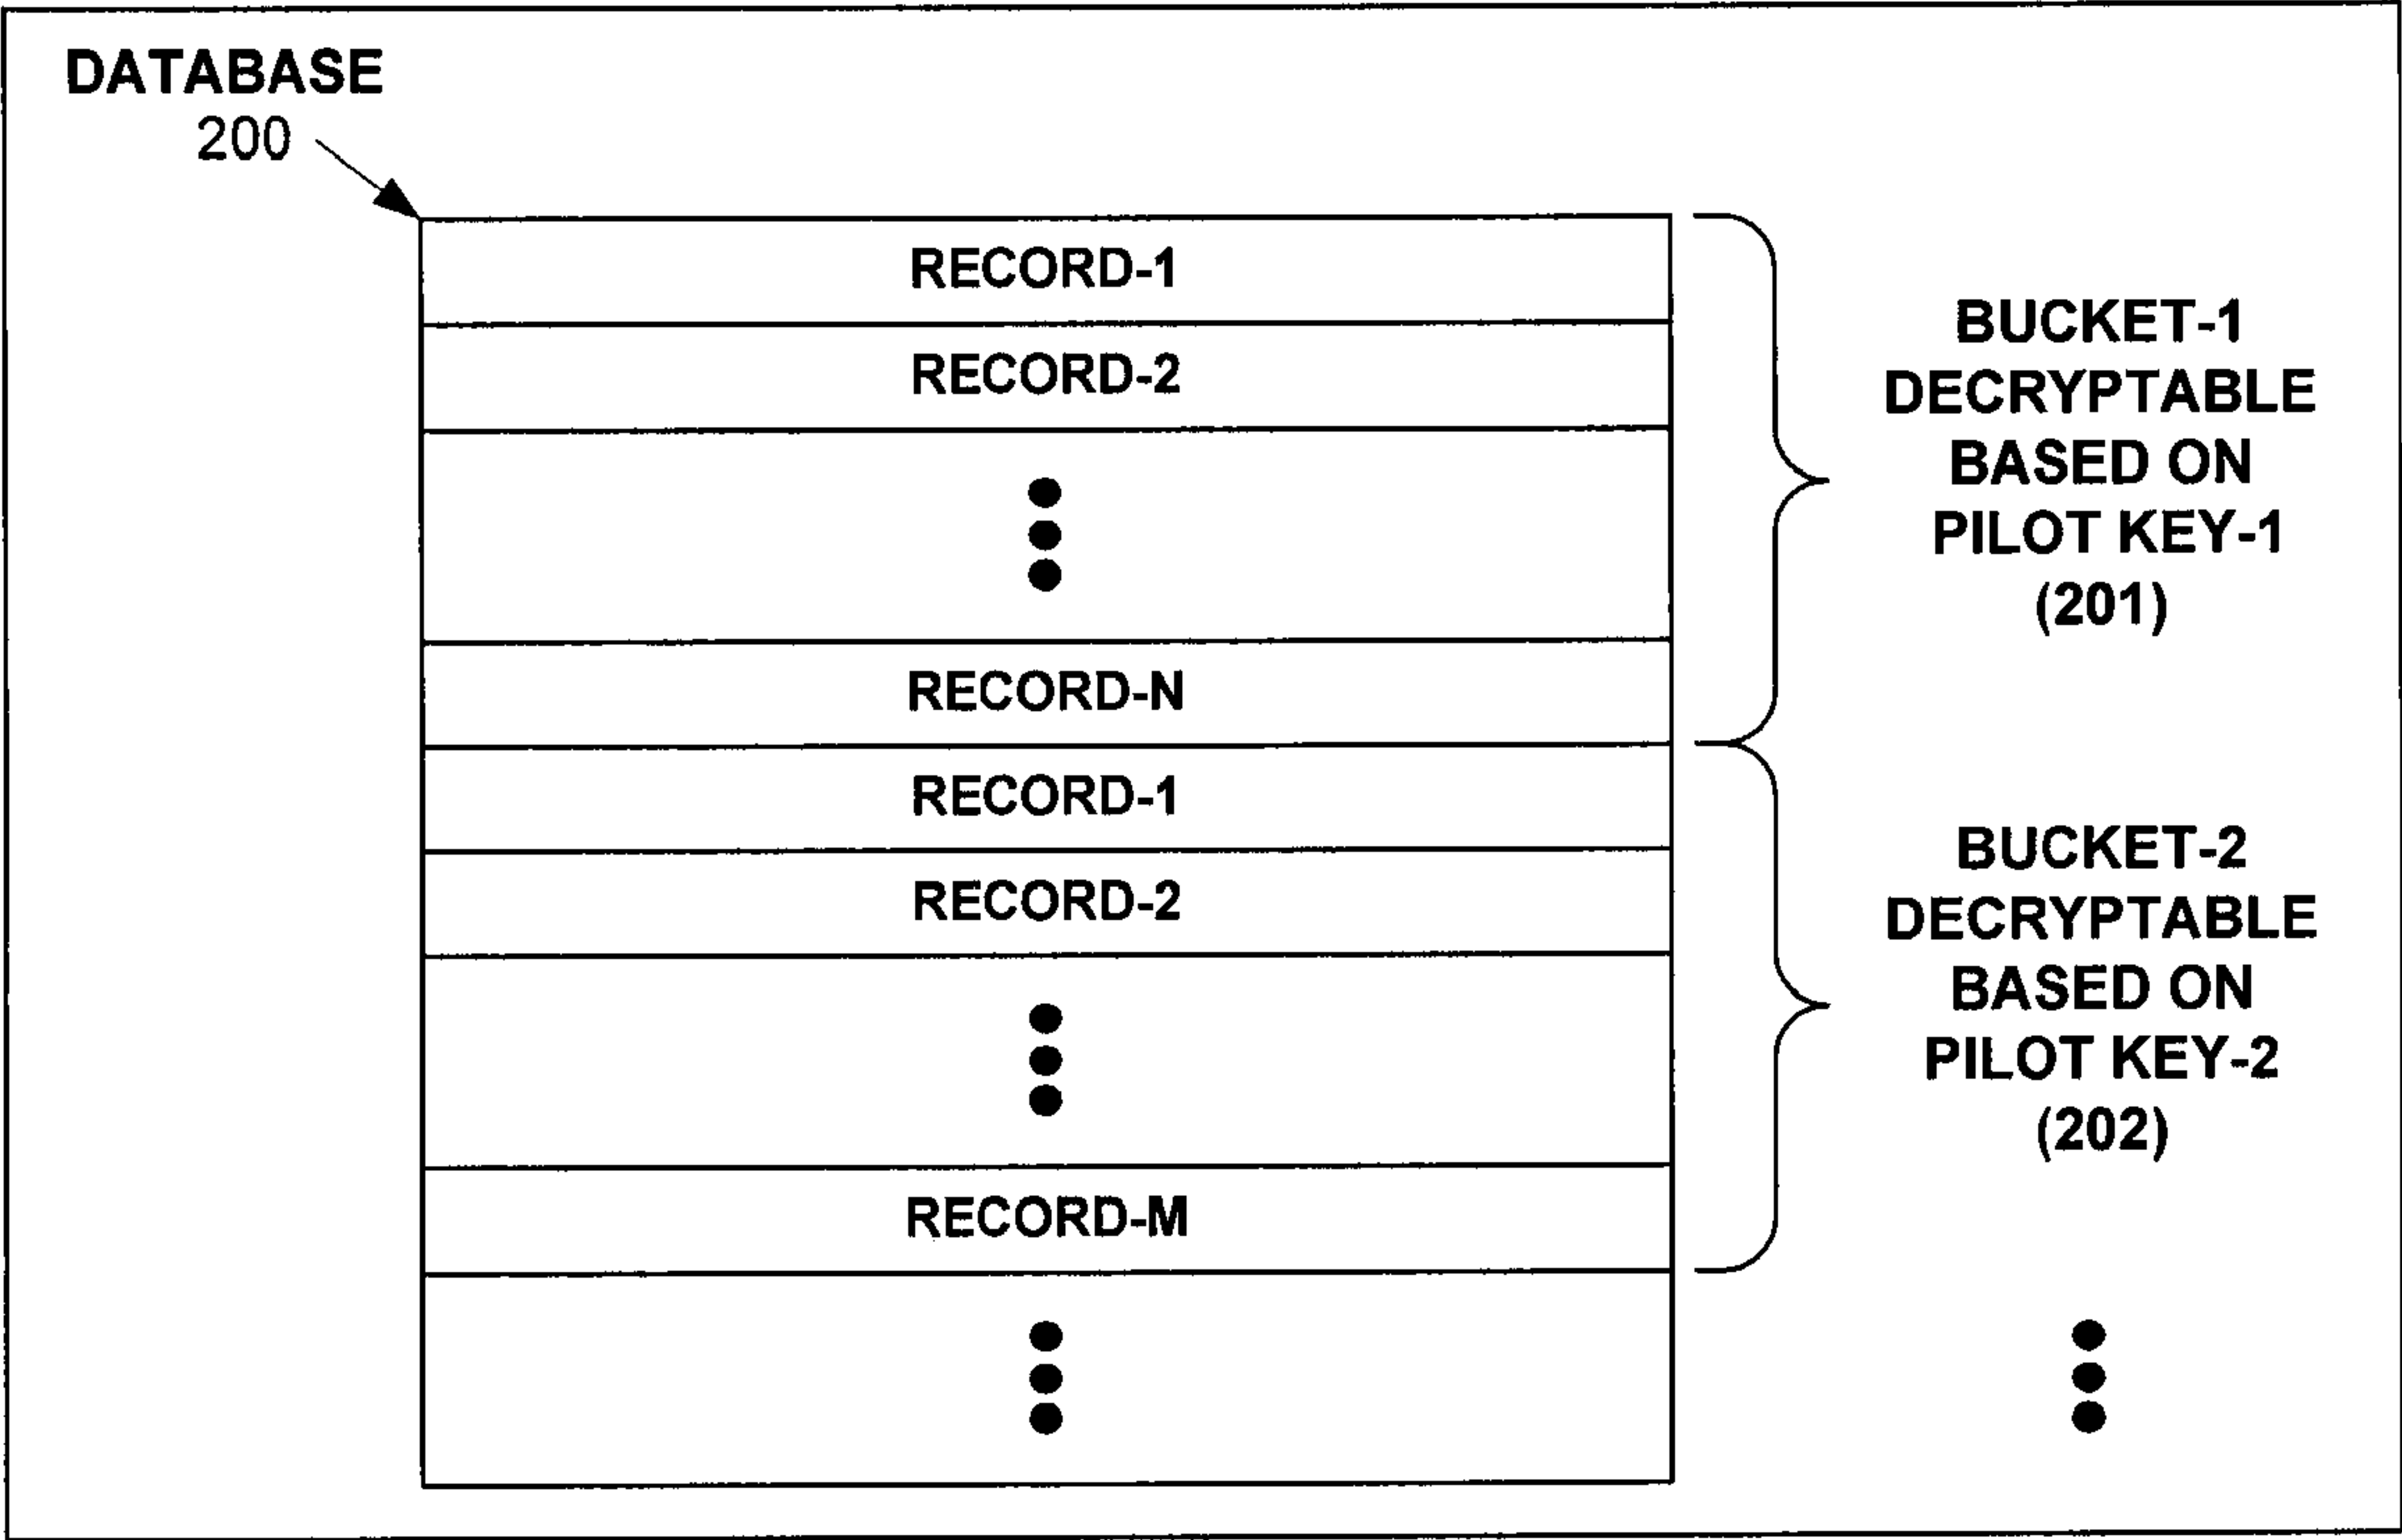 DATABASE
200
RECORD-1
RECORD-2
RECORD-N
RECORD-1
RECORD-2
RECORD-M
BUCKET-1
DECRYPTABLE
BASED ON
PILOT KEY-1
(201)
BUCKET-2
DECRYPTABLE
BASED ON
PILOT KEY-2
(202)